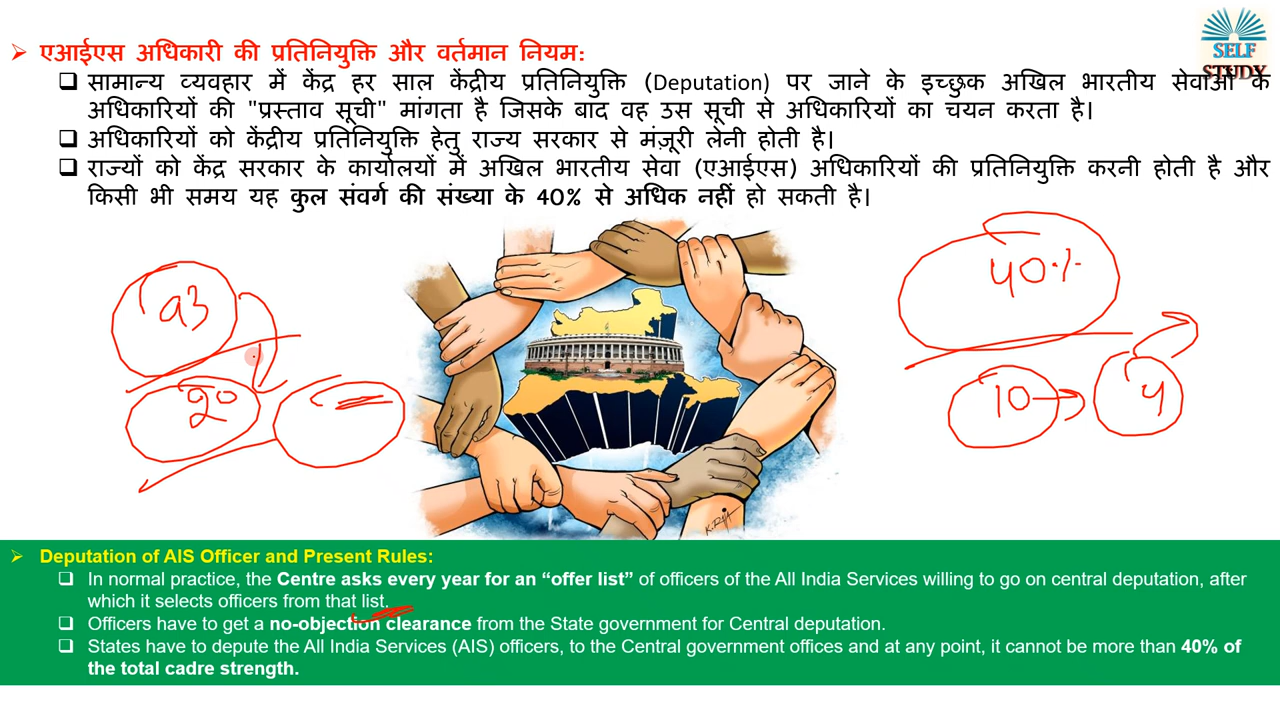 SELF
STUDY
➢ एआईएस अधिकारी की प्रतिनियुक्ति और वर्तमान नियम:
❑ सामान्य व्यवहार में केंद्र हर साल केंद्रीय प्रतिनियुक्ति (Deputation) पर जाने के इच्छुक अखिल भारतीय सेवाओं के
अधिकारियों की "प्रस्ताव सूची" मांगता है जिसके बाद वह उस सूची से अधिकारियों का चयन करता है।
❑ अधिकारियों को केंद्रीय प्रतिनियुक्ति हेतु राज्य सरकार से मंज़ूरी लेनी होती है।
❑ राज्यों को केंद्र सरकार के कार्यालयों में अखिल भारतीय सेवा (एआईएस) अधिकारियों की प्रतिनियुक्ति करनी होती है और
किसी भी समय यह कुल संवर्ग की संख्या के 40% से अधिक नहीं हो सकती है।
93
40%
20
10
4
➢ Deputation of AIS Officer and Present Rules:
❑ In normal practice, the Centre asks every year for an “offer list” of officers of the All India Services willing to go on central deputation, after
which it selects officers from that list.
❑ Officers have to get a no-objection clearance from the State government for Central deputation.
❑ States have to depute the All India Services (AIS) officers, to the Central government offices and at any point, it cannot be more than 40% of
the total cadre strength.